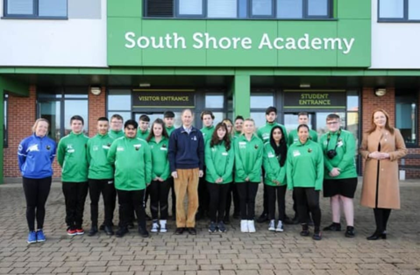 South Shore Academy
VISITOR ENTRANCE
STUDENT ENTRANCE